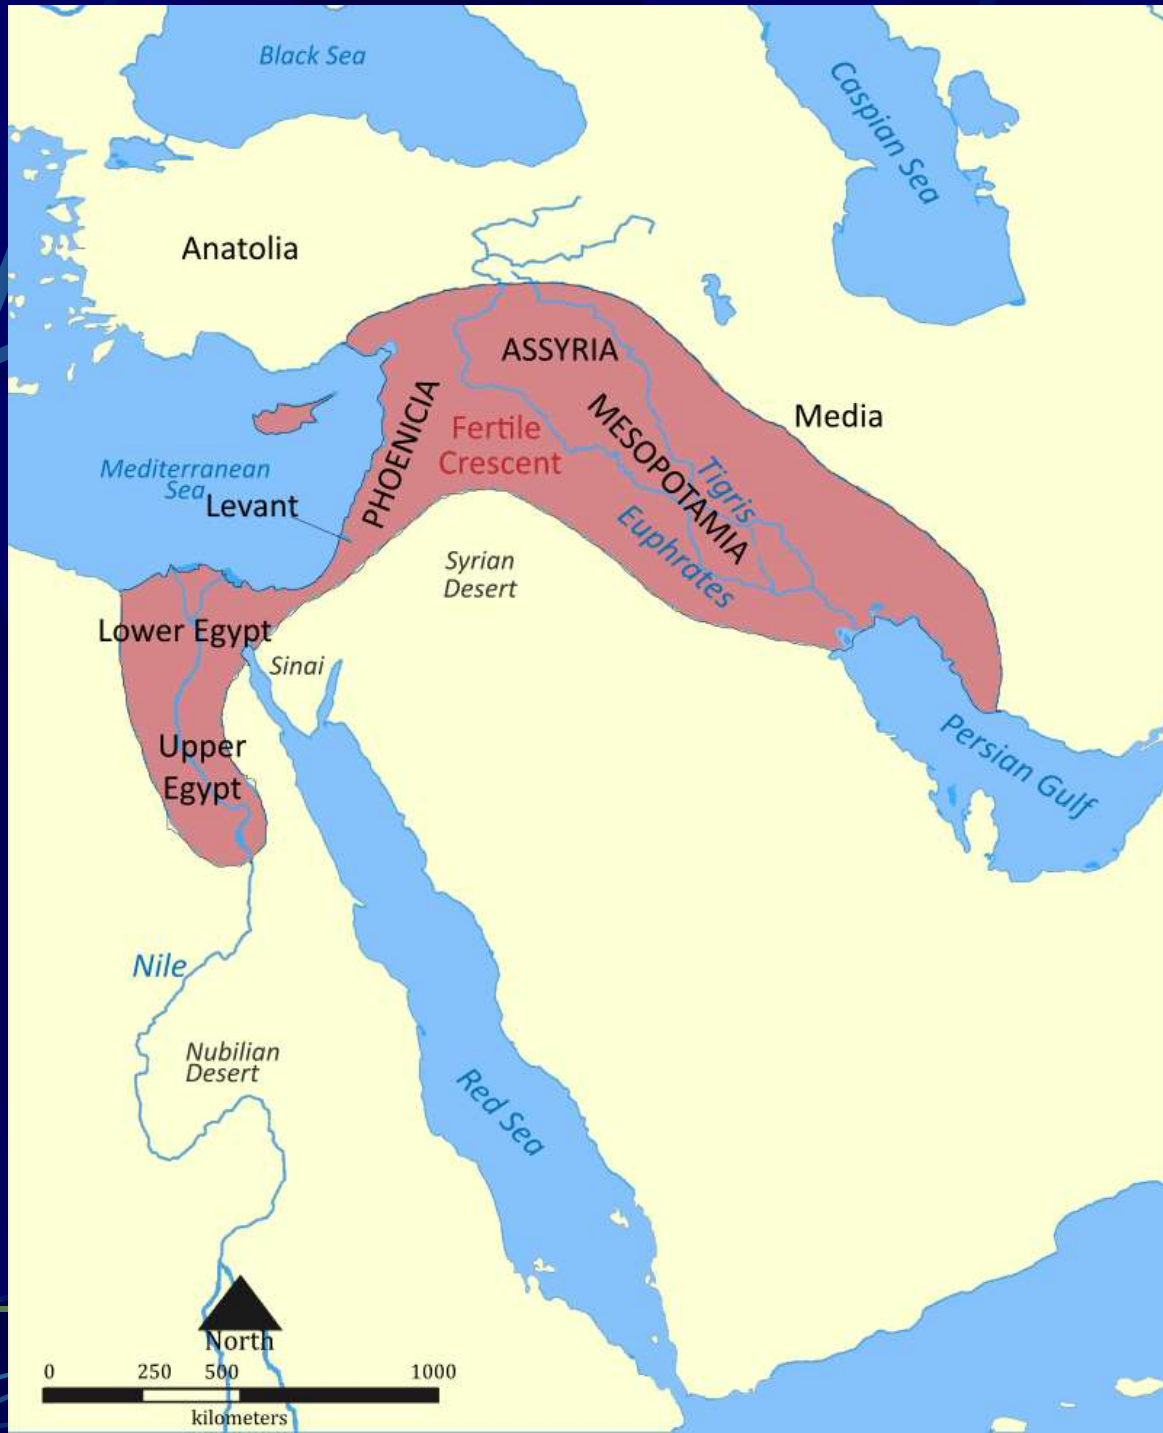 Black Sea
Caspian Sea
Anatolia
ASSYRIA
PHOENICIA
MESOPOTAMIA
Media
Fertile
Crescent
Mediterranean
Sea
Levant
Tigris
Euphrates
Syrian
Desert
Lower Egypt
Sinai
Upper
Egypt
Persian Gulf
Nile
Nubilian
Desert
Red Sea
North
0 250 500 1000
kilometers